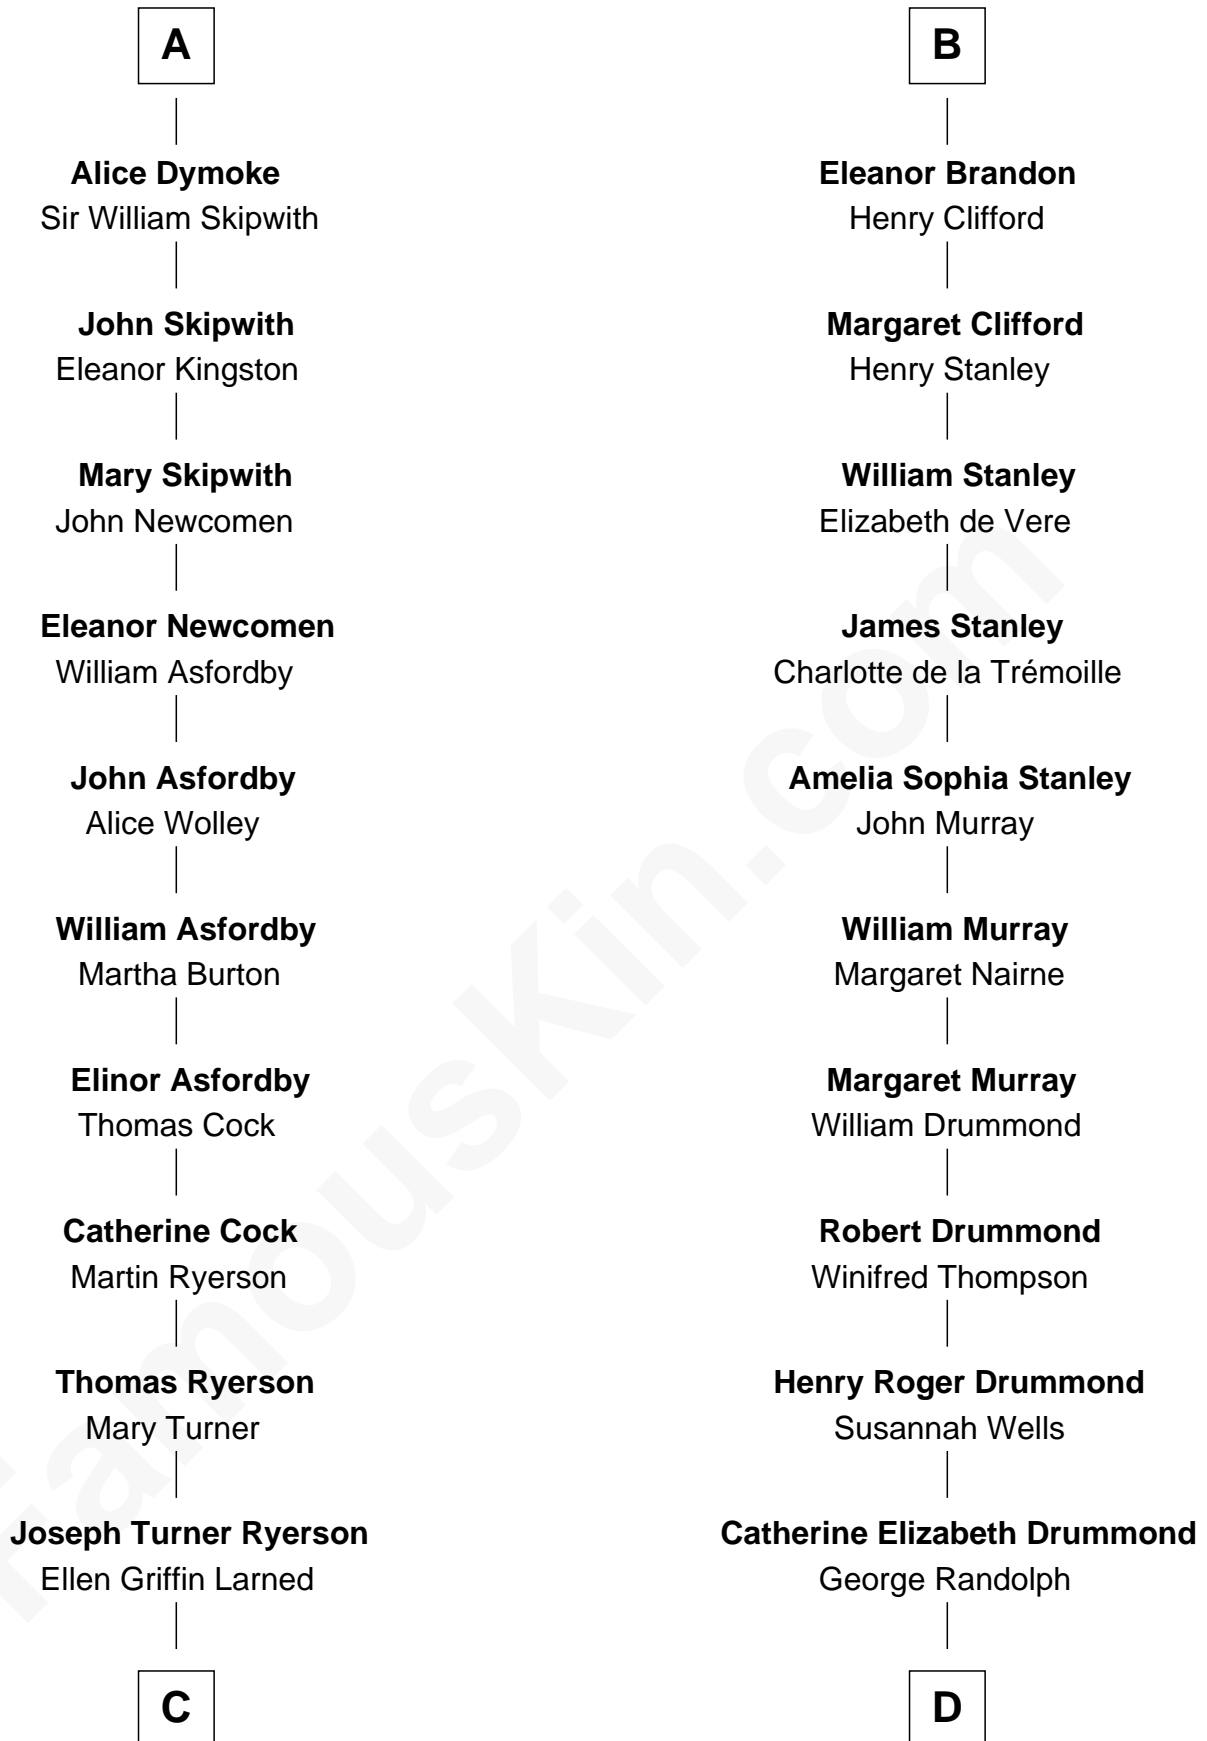 A
Alice Dymoke
Sir William Skipwith
John Skipwith
Eleanor Kingston
Mary Skipwith
John Newcomen
Eleanor Newcomen
William Asfordby
John Asfordby
Alice Wolley
William Asfordby
Martha Burton
Elinor Asfordby
Thomas Cock
Catherine Cock
Martin Ryerson
Thomas Ryerson
Mary Turner
Joseph Turner Ryerson
Ellen Griffin Larned
C
B
Eleanor Brandon
Henry Clifford
Margaret Clifford
Henry Stanley
William Stanley
Elizabeth de Vere
James Stanley
Charlotte de la Trémoille
Amelia Sophia Stanley
John Murray
William Murray
Margaret Nairne
Margaret Murray
William Drummond
Robert Drummond
Winifred Thompson
Henry Roger Drummond
Susannah Wells
Catherine Elizabeth Drummond
George Randolph
D
FamousKin.com